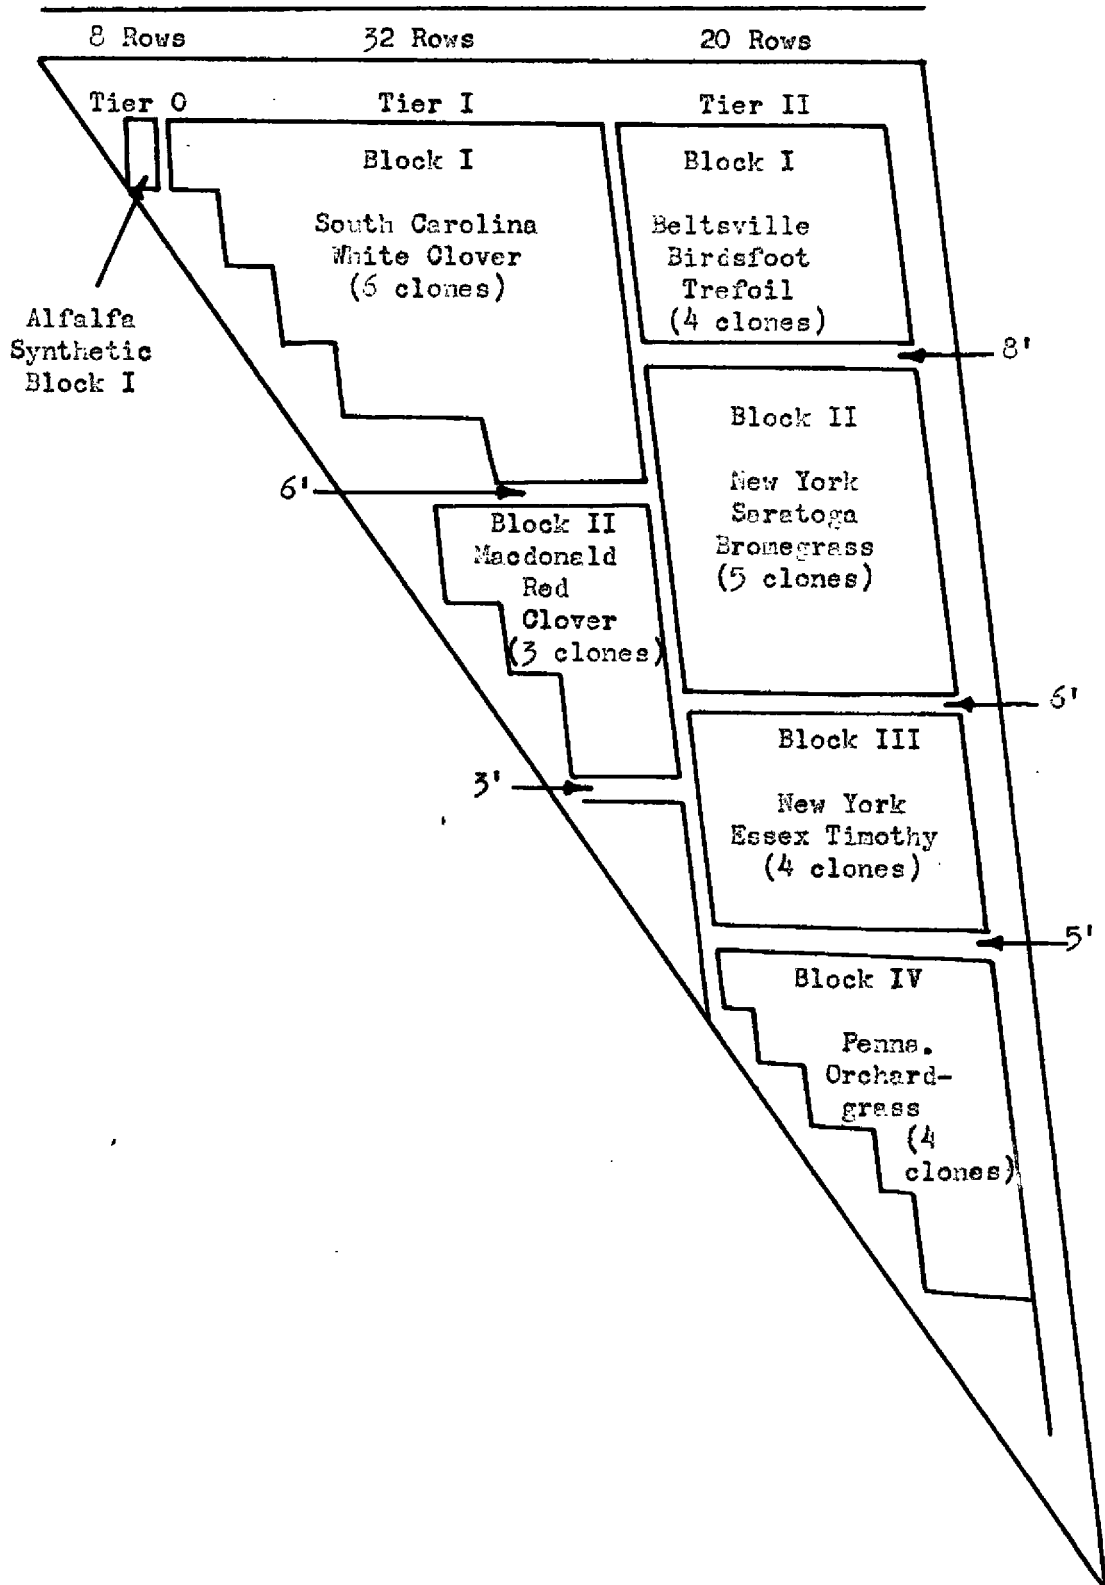 8 Rows 32 Rows 20 Rows
Tier O Tier I Tier II
Block I
South Carolina
White Clover
(6 clones)
Block I
Beltsville
Birdsfoot
Trefoil
(4 clones)
8'
Alfalfa
Synthetic
Block I
Block II
New York
Saratoga
Bromegrass
(5 clones)
6'
Block II
Macdonald
Red
Clover
(3 clones)
6'
Block III
New York
Essex Timothy
(4 clones)
3'
5'
Block IV
Penna.
Orchard-
grass
(4
clones)